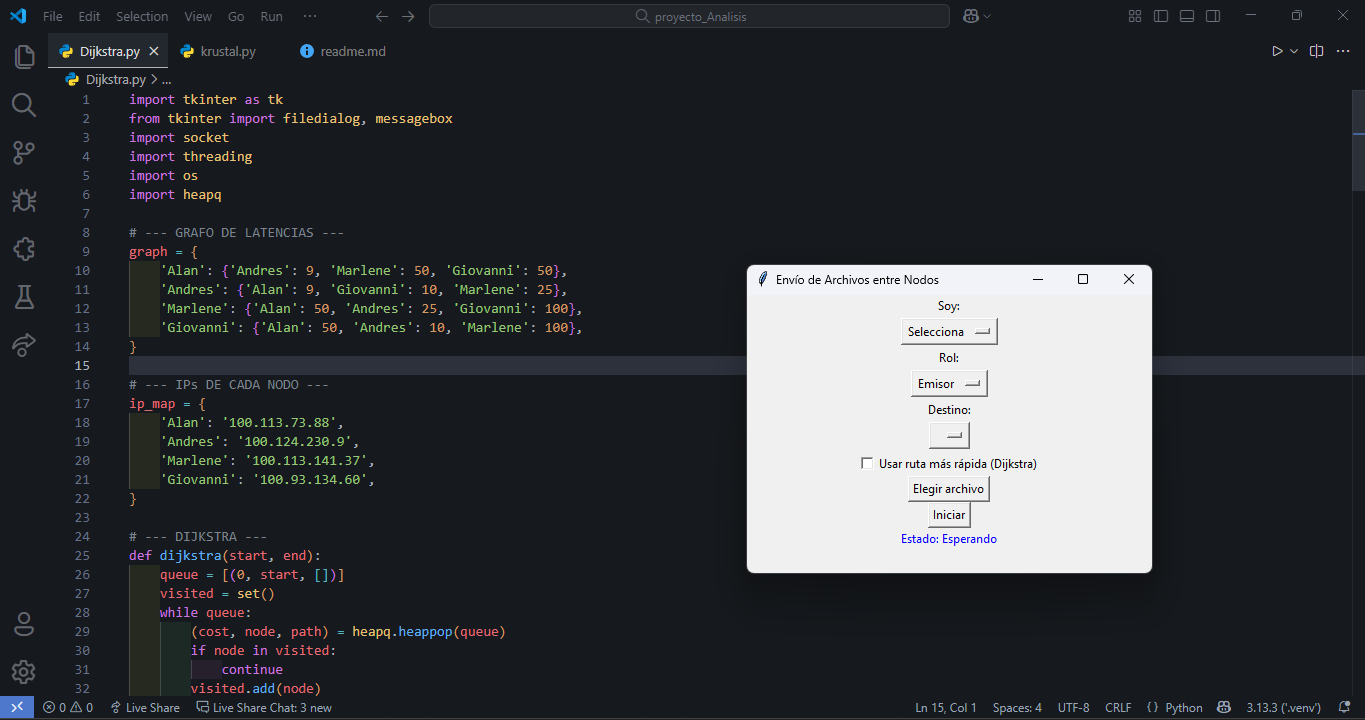 File Edit Selection View Go Run ··· proyecto_Analisis
Dijkstra.py krustal.py readme.md
Dijkstra.py > ...
1 import tkinter as tk
2 from tkinter import filedialog, messagebox
3 import socket
4 import threading
5 import os
6 import heapq
7
8 # --- GRAFO DE LATENCIAS ---
9 graph = {
10 'Alan': {'Andres': 9, 'Marlene': 50, 'Giovanni': 50},
11 'Andres': {'Alan': 9, 'Giovanni': 10, 'Marlene': 25},
12 'Marlene': {'Alan': 50, 'Andres': 25, 'Giovanni': 100},
13 'Giovanni': {'Alan': 50, 'Andres': 10, 'Marlene': 100},
14 }
15
16 # --- IPs DE CADA NODO ---
17 ip_map = {
18 'Alan': '100.113.73.88',
19 'Andres': '100.124.230.9',
20 'Marlene': '100.113.141.37',
21 'Giovanni': '100.93.134.60',
22 }
23
24 # --- DIJKSTRA ---
25 def dijkstra(start, end):
26 queue = [(0, start, [])]
27 visited = set()
28 while queue:
29 (cost, node, path) = heapq.heappop(queue)
30 if node in visited:
31 continue
32 visited.add(node)
Envío de Archivos entre Nodos
Soy:
Selecciona
Rol:
Emisor
Destino:
Usar ruta más rápida (Dijkstra)
Elegir archivo
Iniciar
Estado: Esperando
0 0 Live Share Live Share Chat: 3 new Ln 15, Col 1 Spaces: 4 UTF-8 CRLF {} Python 3.13.3 ('.venv')